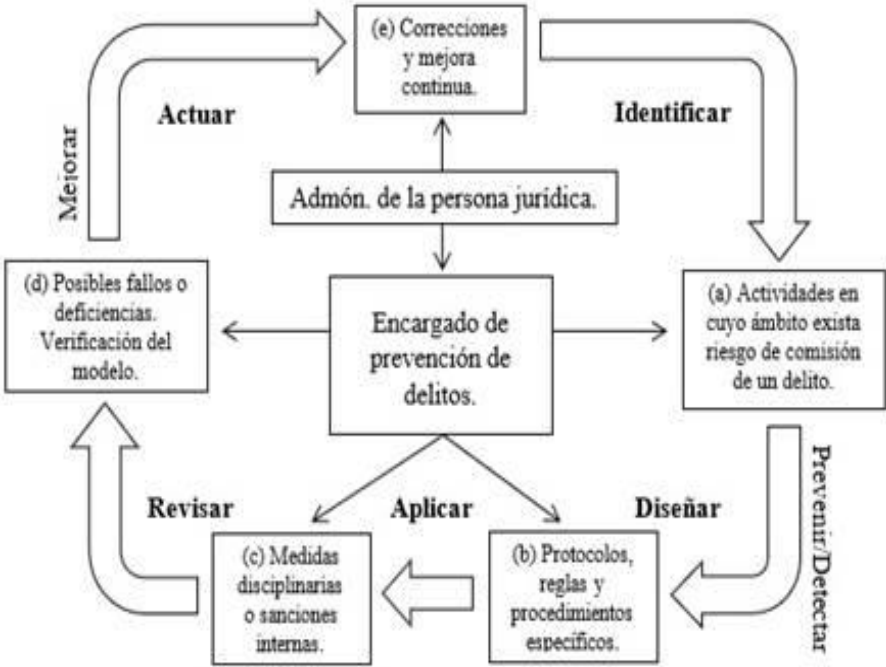 (e) Correcciones
y mejora
continua.
Actuar
Identificar
Mejorar
Admón. de la persona jurídica.
(d) Posibles fallos o
deficiencias.
Verificación del
modelo.
Encargado de
prevención de
delitos.
(a) Actividades en
cuyo ámbito exista
riesgo de comisión
de un delito.
Revisar
Aplicar
Diseñar
Prevenir/Detectar
(c) Medidas
disciplinarias
o sanciones
internas.
(b) Protocolos,
reglas y
procedimientos
específicos.